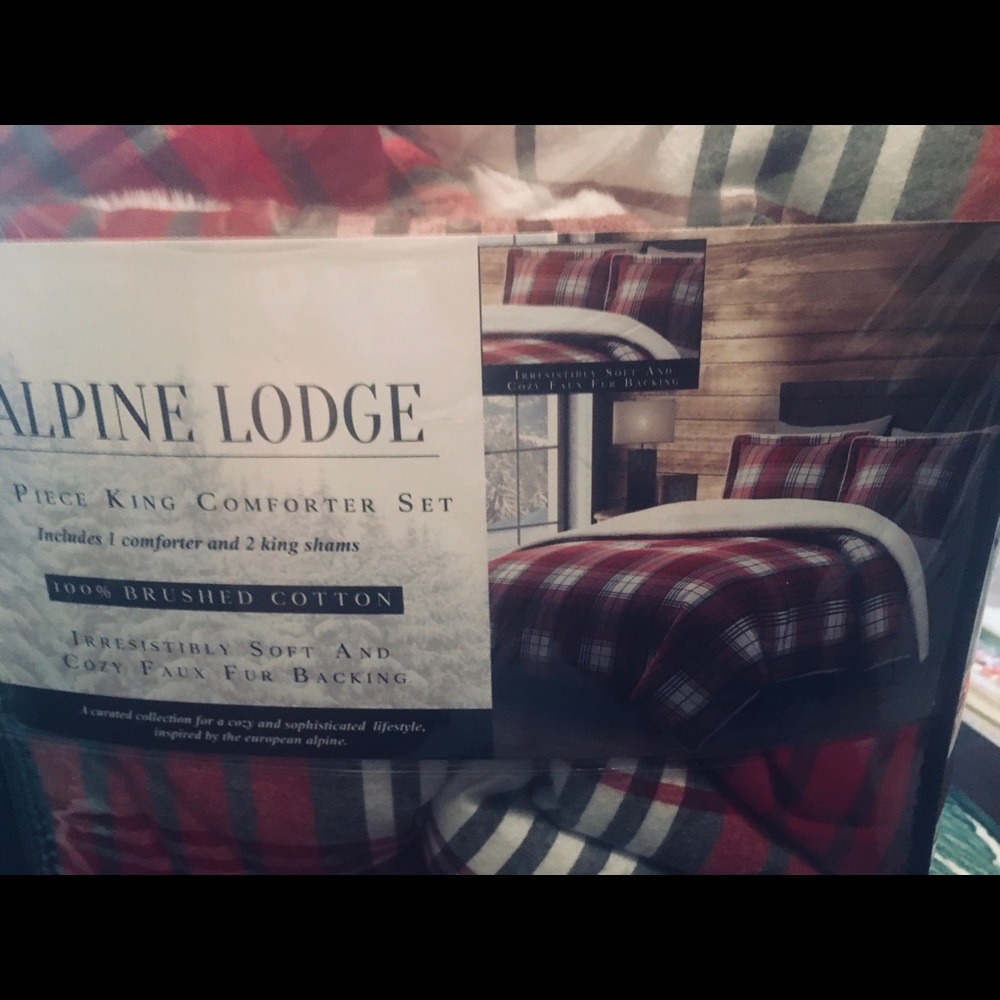 ALPINE LODGE
PIECE KING COMFORTER SET
Includes 1 comforter and 2 king shams
100% BRUSHED COTTON
IRRESISTIBLY SOFT AND
COZY FAUX FUR BACKING
A curated collection for a cozy and sophisticated lifestyle,
inspired by the european alpine.
IRRESISTIBLY SOFT AND
COZY FAUX FUR BACKING